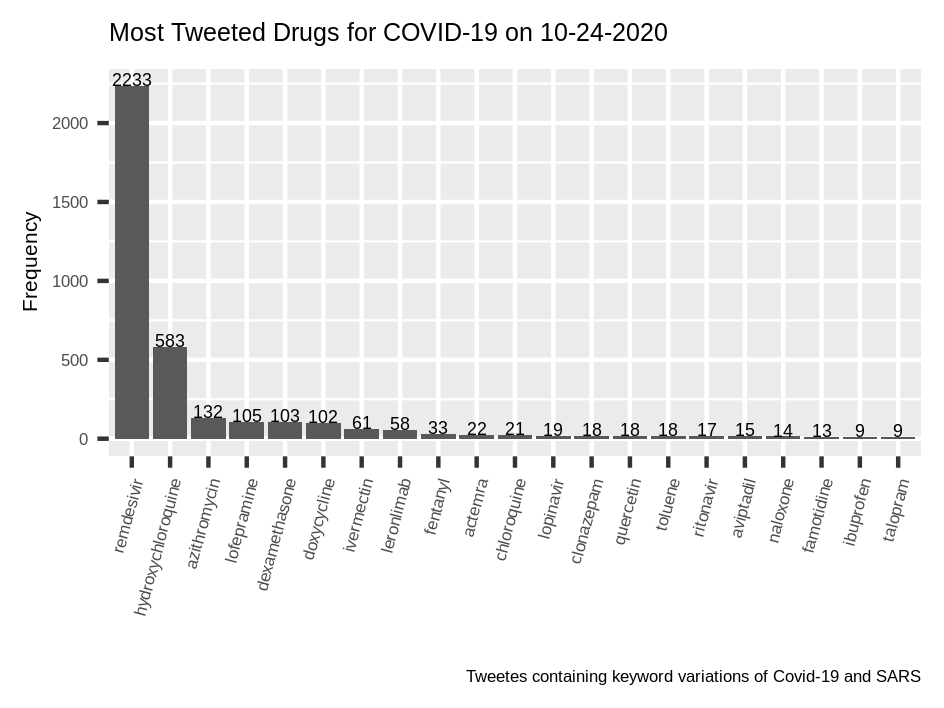 Most Tweeted Drugs for COVID-19 on 10-24-2020
Frequency
2000
1500
1000
500
0
2233
583
132
105
103
102
61
58
33
22
21
19
18
18
18
17
15
14
13
9
9
remdesivir
hydroxychloroquine
azithromycin
lofepramine
dexamethasone
doxycycline
ivermectin
leronlimab
fentanyl
actemra
chloroquine
lopinavir
clonazepam
quercetin
toluene
ritonavir
aviptadil
naloxone
famotidine
ibuprofen
talopram
Tweetes containing keyword variations of Covid-19 and SARS